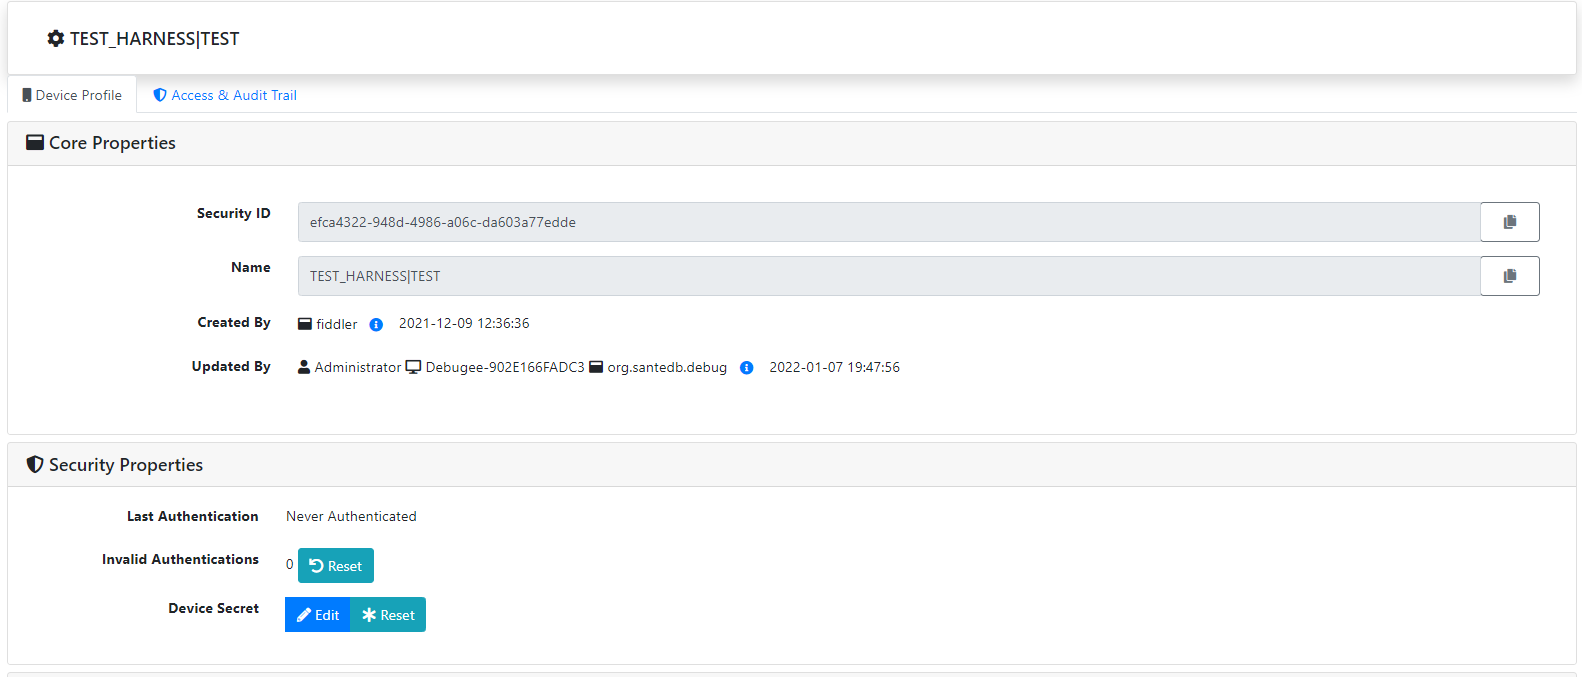 TEST_HARNESS|TEST
Device Profile Access & Audit Trail
Core Properties
Security ID efca4322-948d-4986-a06c-da603a77edde
Name TEST_HARNESS|TEST
Created By fiddler 2021-12-09 12:36:36
Updated By Administrator Debugee-902E166FADC3 org.santedb.debug 2022-01-07 19:47:56
Security Properties
Last Authentication Never Authenticated
Invalid Authentications 0 Reset
Device Secret Edit Reset